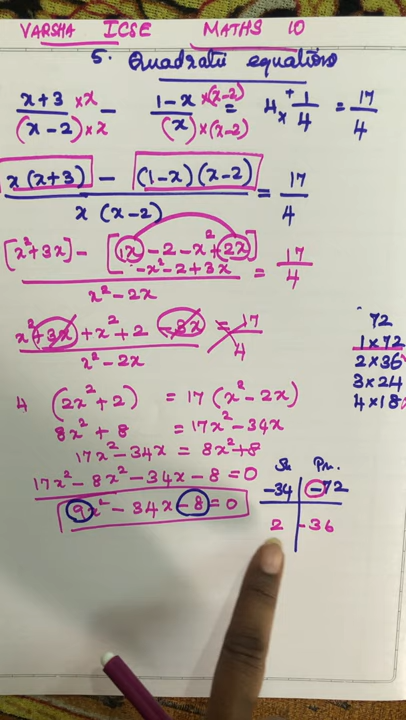 VARSHA ICSE MATHS 10
5. Quadratic equations
(x+3)×x / (x-2)×x - (1-x)×(x-2) / (x)×(x-2) = 4×+1/4 = 17/4
x(x+3) - (1-x)(x-2) / x(x-2) = 17/4
[x²+3x] - [1x-2-x²+2x] / x²-2x = 17/4
-x²-2+3x
x²+3x+x²+2-3x / x²-2x = 17/4
4 (2x²+2) = 17(x²-2x)
8x²+8 = 17x²-34x
17x²-34x = 8x²+8
17x²-8x²-34x-8=0
9x²-34x-8=0
72
1×72
2×36
3×24
4×18
Su Pr.
-34 -72
2 -36